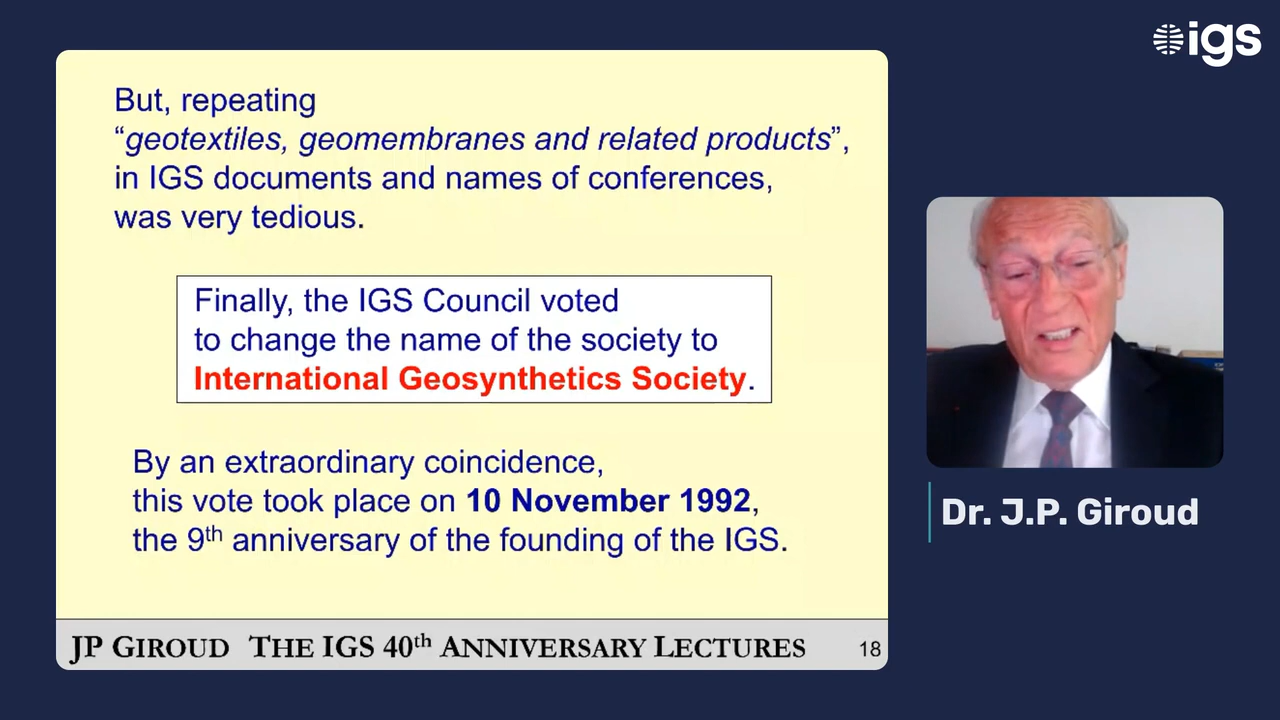 igs
But, repeating
“geotextiles, geomembranes and related products”,
in IGS documents and names of conferences,
was very tedious.
Finally, the IGS Council voted
to change the name of the society to
International Geosynthetics Society.
By an extraordinary coincidence,
this vote took place on 10 November 1992,
the 9th anniversary of the founding of the IGS.
JP GIROUD THE IGS 40th ANNIVERSARY LECTURES 18
Dr. J.P. Giroud